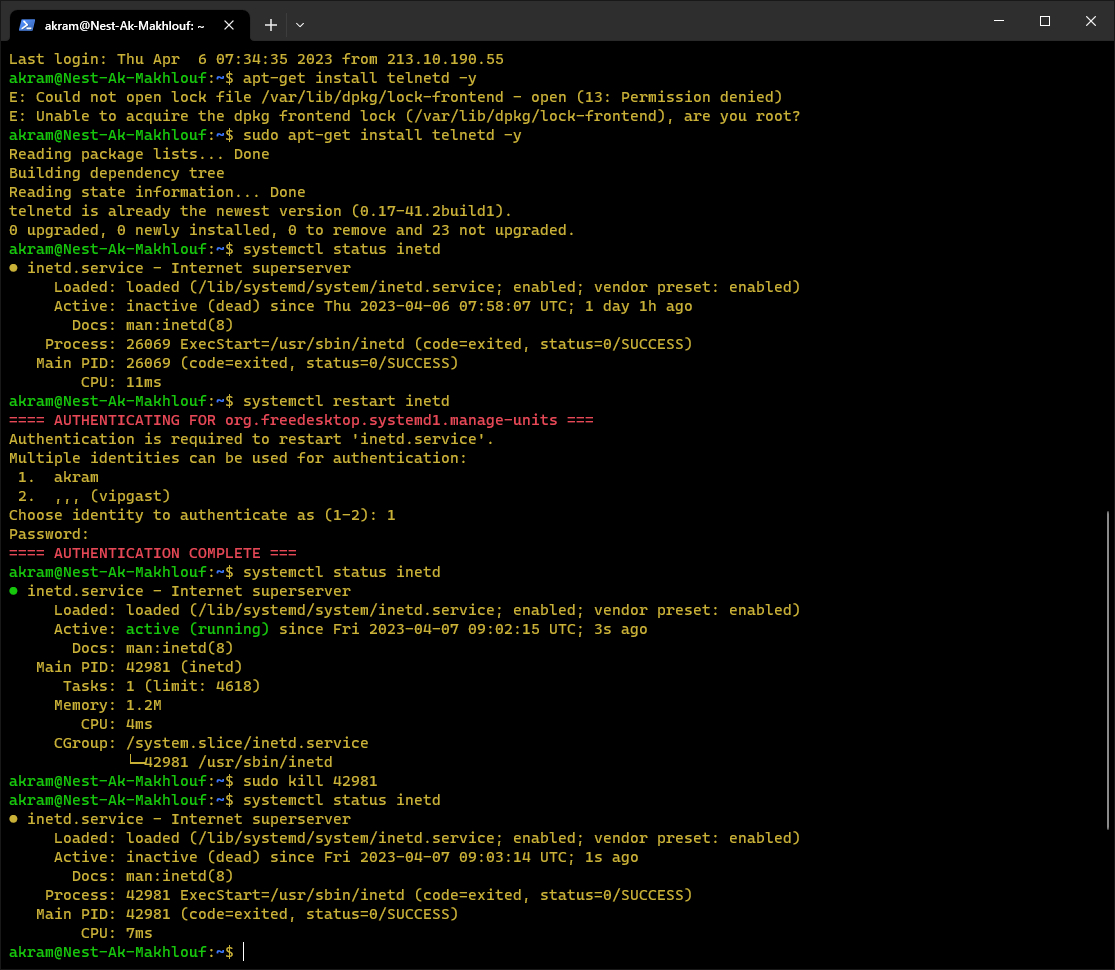 akram@Nest-Ak-Makhlouf: ~
Last login: Thu Apr  6 07:34:35 2023 from 213.10.190.55
akram@Nest-Ak-Makhlouf:~$ apt-get install telnetd -y
E: Could not open lock file /var/lib/dpkg/lock-frontend - open (13: Permission denied)
E: Unable to acquire the dpkg frontend lock (/var/lib/dpkg/lock-frontend), are you root?
akram@Nest-Ak-Makhlouf:~$ sudo apt-get install telnetd -y
Reading package lists... Done
Building dependency tree
Reading state information... Done
telnetd is already the newest version (0.17-41.2build1).
0 upgraded, 0 newly installed, 0 to remove and 23 not upgraded.
akram@Nest-Ak-Makhlouf:~$ systemctl status inetd
● inetd.service - Internet superserver
     Loaded: loaded (/lib/systemd/system/inetd.service; enabled; vendor preset: enabled)
     Active: inactive (dead) since Thu 2023-04-06 07:58:07 UTC; 1 day 1h ago
       Docs: man:inetd(8)
    Process: 26069 ExecStart=/usr/sbin/inetd (code=exited, status=0/SUCCESS)
   Main PID: 26069 (code=exited, status=0/SUCCESS)
        CPU: 11ms
akram@Nest-Ak-Makhlouf:~$ systemctl restart inetd
==== AUTHENTICATING FOR org.freedesktop.systemd1.manage-units ===
Authentication is required to restart 'inetd.service'.
Multiple identities can be used for authentication:
 1.  akram
 2.  ,,, (vipgast)
Choose identity to authenticate as (1-2): 1
Password:
==== AUTHENTICATION COMPLETE ===
akram@Nest-Ak-Makhlouf:~$ systemctl status inetd
● inetd.service - Internet superserver
     Loaded: loaded (/lib/systemd/system/inetd.service; enabled; vendor preset: enabled)
     Active: active (running) since Fri 2023-04-07 09:02:15 UTC; 3s ago
       Docs: man:inetd(8)
   Main PID: 42981 (inetd)
      Tasks: 1 (limit: 4618)
     Memory: 1.2M
        CPU: 4ms
     CGroup: /system.slice/inetd.service
             └─42981 /usr/sbin/inetd
akram@Nest-Ak-Makhlouf:~$ sudo kill 42981
akram@Nest-Ak-Makhlouf:~$ systemctl status inetd
● inetd.service - Internet superserver
     Loaded: loaded (/lib/systemd/system/inetd.service; enabled; vendor preset: enabled)
     Active: inactive (dead) since Fri 2023-04-07 09:03:14 UTC; 1s ago
       Docs: man:inetd(8)
    Process: 42981 ExecStart=/usr/sbin/inetd (code=exited, status=0/SUCCESS)
   Main PID: 42981 (code=exited, status=0/SUCCESS)
        CPU: 7ms
akram@Nest-Ak-Makhlouf:~$